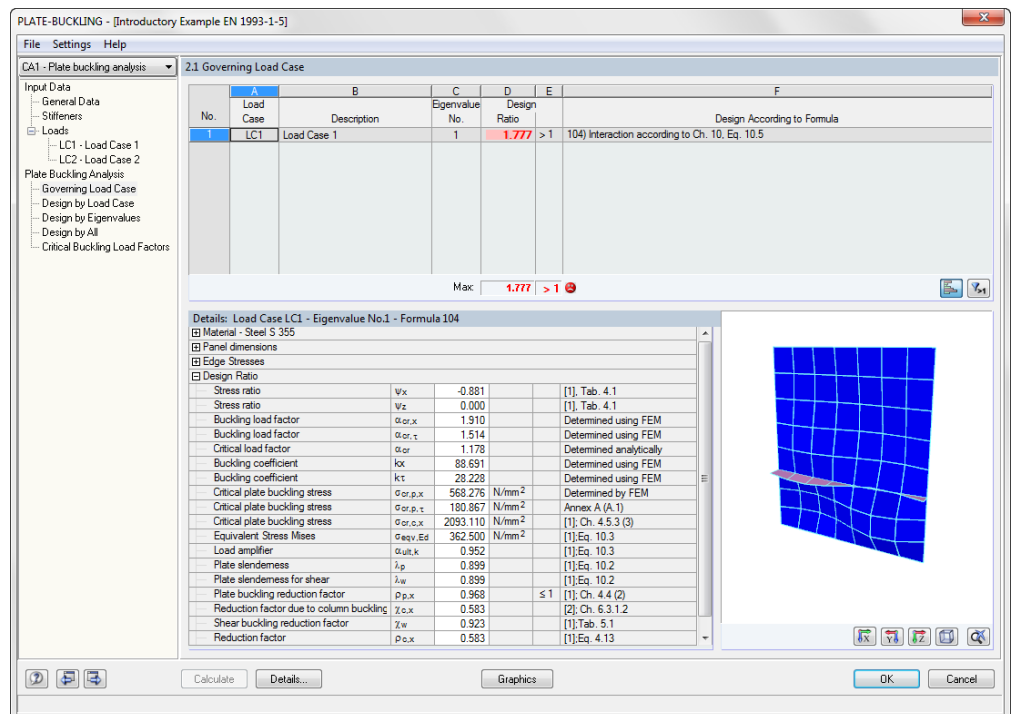 PLATE-BUCKLING - [Introductory Example EN 1993-1-5]
File Settings Help
CA1 - Plate buckling analysis
2.1 Governing Load Case
Input Data
General Data
Stiffeners
Loads
LC1 - Load Case 1
LC2 - Load Case 2
Plate Buckling Analysis
Governing Load Case
Design by Load Case
Design by Eigenvalues
Design by All
Critical Buckling Load Factors
A B C D E F
Load Eigenvalue Design
No. Case Description No. Ratio Design According to Formula
1 LC1 Load Case 1 1 1.777 > 1 104) Interaction according to Ch. 10, Eq. 10.5
Max: 1.777 > 1
Details: Load Case LC1 - Eigenvalue No.1 - Formula 104
Material - Steel S 355
Panel dimensions
Edge Stresses
Design Ratio
Stress ratio ψx -0.881 [1], Tab. 4.1
Stress ratio ψz 0.000 [1], Tab. 4.1
Buckling load factor αcr,x 1.910 Determined using FEM
Buckling load factor αcr,τ 1.514 Determined using FEM
Critical load factor αcr 1.178 Determined analytically
Buckling coefficient kx 88.691 Determined using FEM
Buckling coefficient kτ 28.228 Determined using FEM
Critical plate buckling stress σcr,p,x 568.276 N/mm2 Determined by FEM
Critical plate buckling stress σcr,p,τ 180.867 N/mm2 Annex A (A.1)
Critical plate buckling stress σcr,c,x 2093.110 N/mm2 [1]; Ch. 4.5.3 (3)
Equivalent Stress Mises σeqv,Ed 362.500 N/mm2 [1];Eq. 10.3
Load amplifier αult,k 0.952 [1];Eq. 10.3
Plate slenderness λp 0.899 [1];Eq. 10.2
Plate slenderness for shear λw 0.899 [1];Eq. 10.2
Plate buckling reduction factor ρp,x 0.968 ≤ 1 [1]; Ch. 4.4 (2)
Reduction factor due to column buckling χc,x 0.583 [2]; Ch. 6.3.1.2
Shear buckling reduction factor χw 0.923 [1];Tab. 5.1
Reduction factor ρc,x 0.583 [1];Eq. 4.13
Calculate Details... Graphics OK Cancel